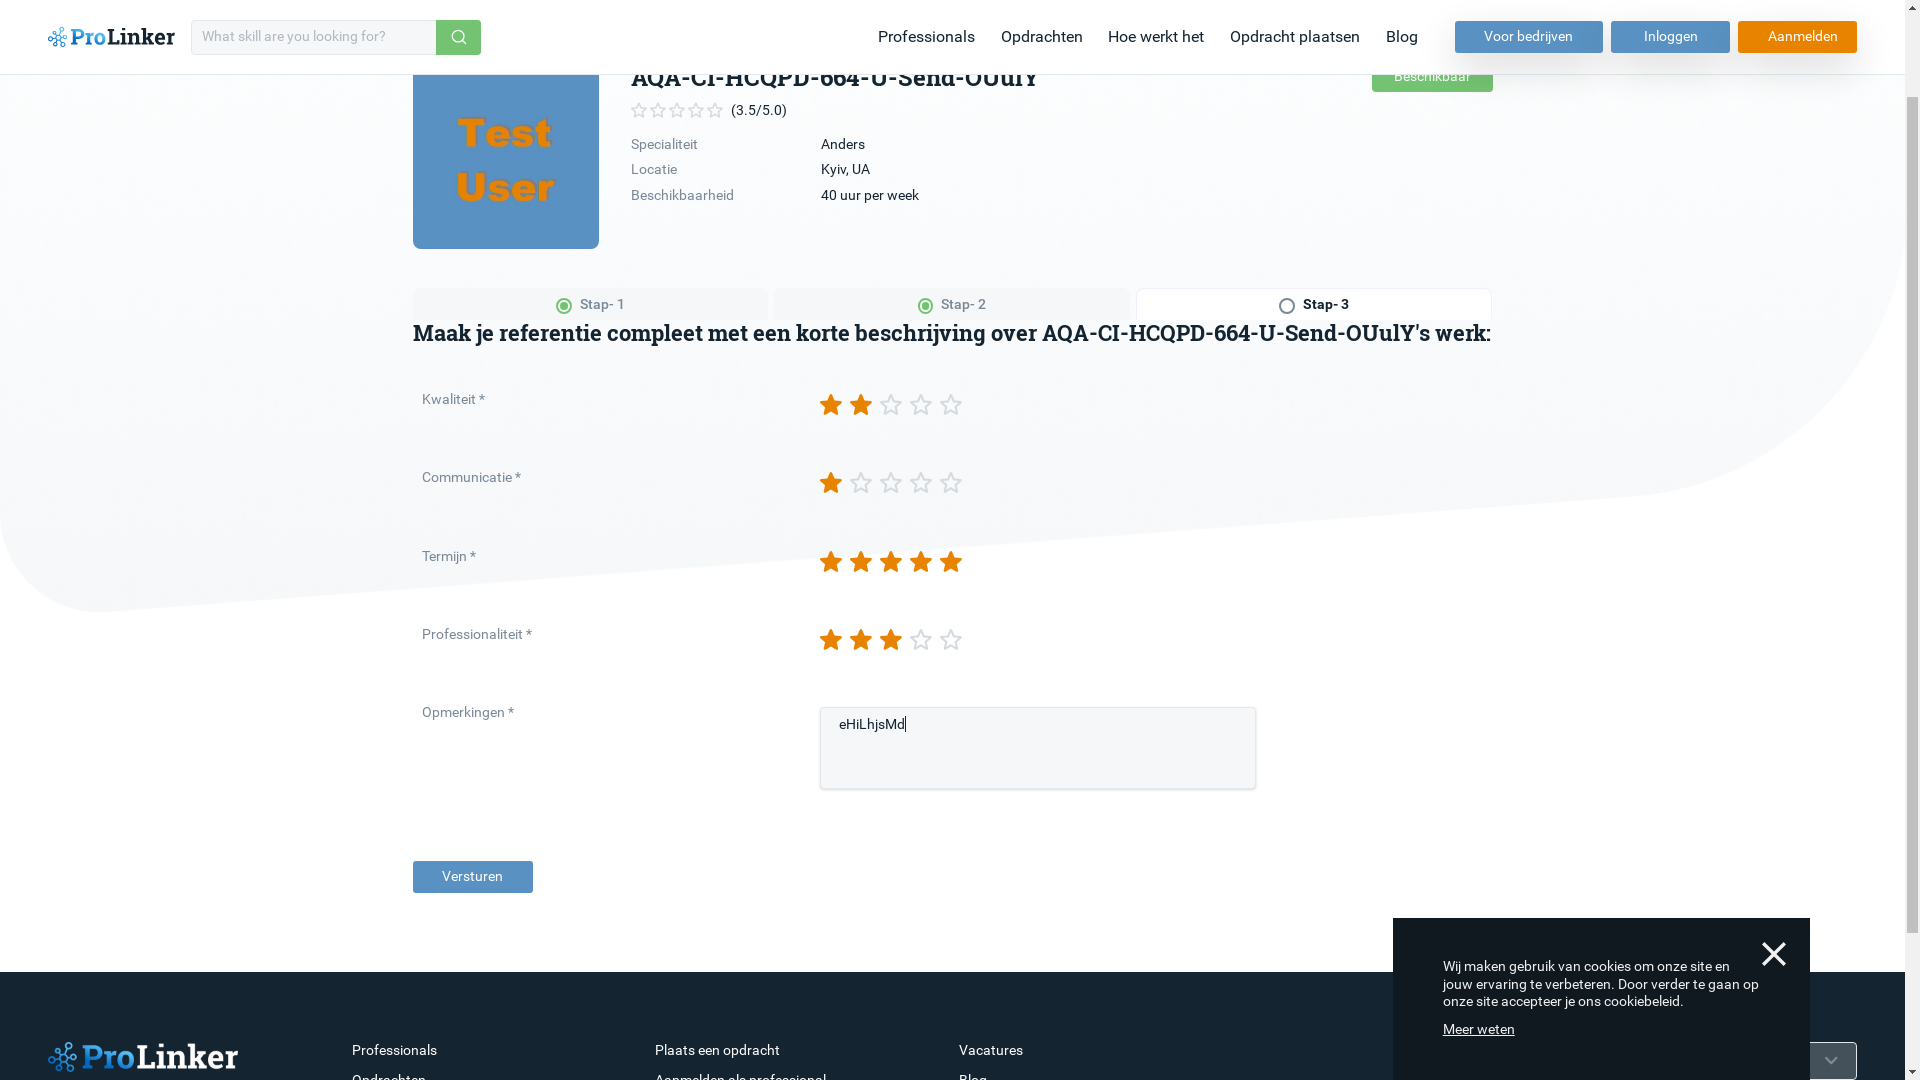 ProLinker
What skill are you looking for?
Professionals
Opdrachten
Hoe werkt het
Opdracht plaatsen
Blog
Voor bedrijven
Inloggen
Aanmelden
AQA-CI-HCQPD-664-U-Send-OUulY
Beschikbaar
Test
User
(3.5/5.0)
Specialiteit Anders
Locatie Kyiv, UA
Beschikbaarheid 40 uur per week
Stap- 1
Stap- 2
Stap- 3
Maak je referentie compleet met een korte beschrijving over AQA-CI-HCQPD-664-U-Send-OUulY's werk:
Kwaliteit *
Communicatie *
Termijn *
Professionaliteit *
Opmerkingen *
eHiLhjsMd
Versturen
Wij maken gebruik van cookies om onze site en
jouw ervaring te verbeteren. Door verder te gaan op
onze site accepteer je ons cookiebeleid.
Meer weten
ProLinker
Professionals
Plaats een opdracht
Vacatures
Opdrachten
Aanmelden als professional
Blog